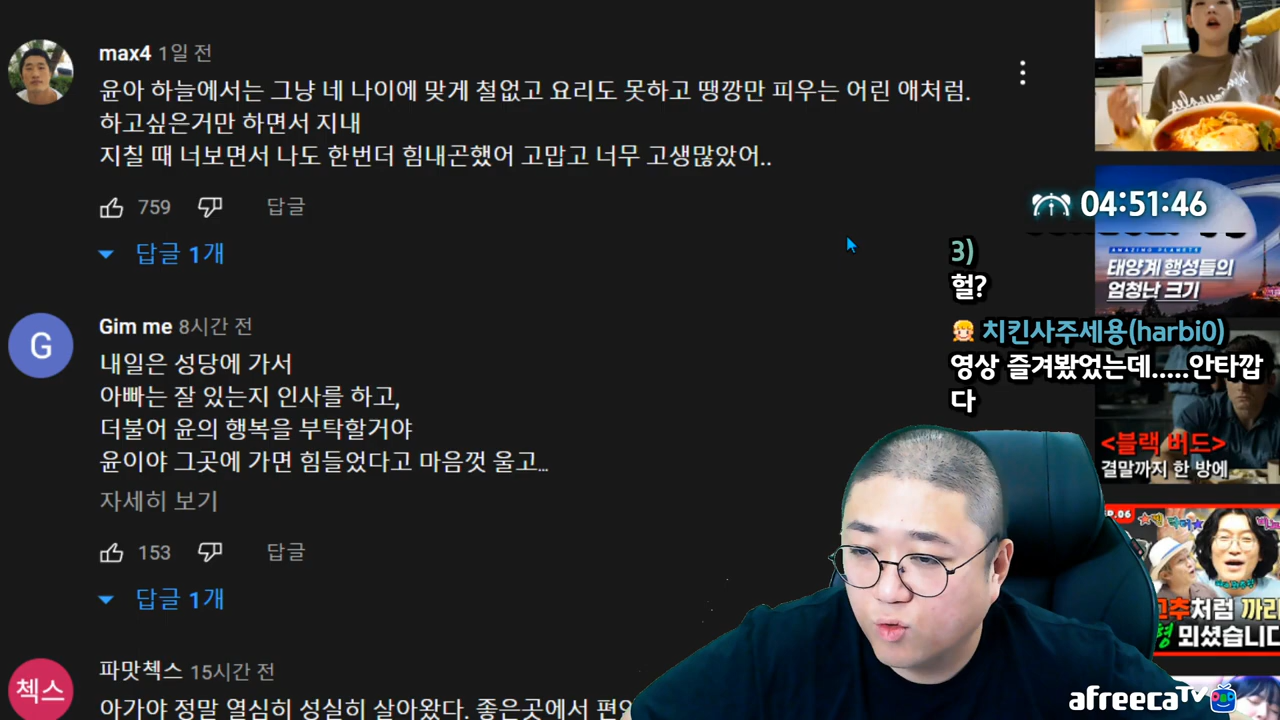 max4 1일 전
윤아 하늘에서는 그냥 네 나이에 맞게 철없고 요리도 못하고 땡깡만 피우는 어린 애처럼.
하고싶은거만 하면서 지내
지칠 때 너보면서 나도 한번더 힘내곤했어 고맙고 너무 고생많았어..
759 답글
답글 1개
G
Gim me 8시간 전
내일은 성당에 가서
아빠는 잘 있는지 인사를 하고,
더불어 윤의 행복을 부탁할거야
윤이야 그곳에 가면 힘들었다고 마음껏 울고...
자세히 보기
153 답글
답글 1개
첵스
파맛첵스 15시간 전
아가야 정말 열심히 성실히 살아왔다. 좋은곳에서
04:51:46
3)
헐?
치킨사주세용(harbi0)
영상 즐겨봤었는데.....안타깝
다
AMAZING PLANETS
태양계 행성들의
엄청난 크기
<블랙 버드>
결말까지 한 방에
P.06
고추처럼 까리
형 뫼셨습니다
afreecaTV